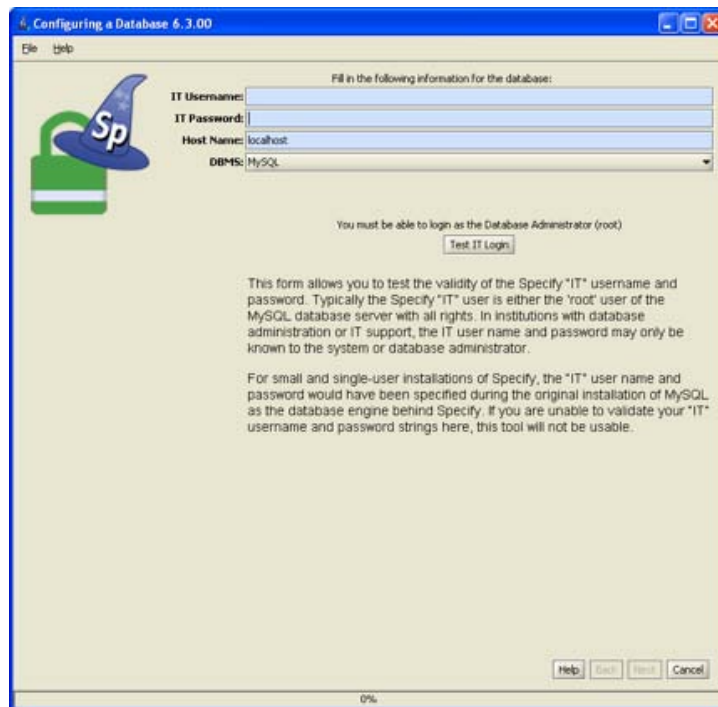 Configuring a Database 6.3.00
File Help
Sp
Fill in the following information for the database:
IT Username:
IT Password:
Host Name: localhost
DBMS: MySQL
You must be able to login as the Database Administrator (root)
Test IT Login
This form allows you to test the validity of the Specify "IT" username and
password. Typically the Specify "IT" user is either the 'root' user of the
MySQL database server with all rights. In institutions with database
administration or IT support, the IT user name and password may only be
known to the system or database administrator.
For small and single-user installations of Specify, the "IT" user name and
password would have been specified during the original installation of MySQL
as the database engine behind Specify. If you are unable to validate your "IT"
username and password strings here, this tool will not be usable.
Help Back Next Cancel
0%